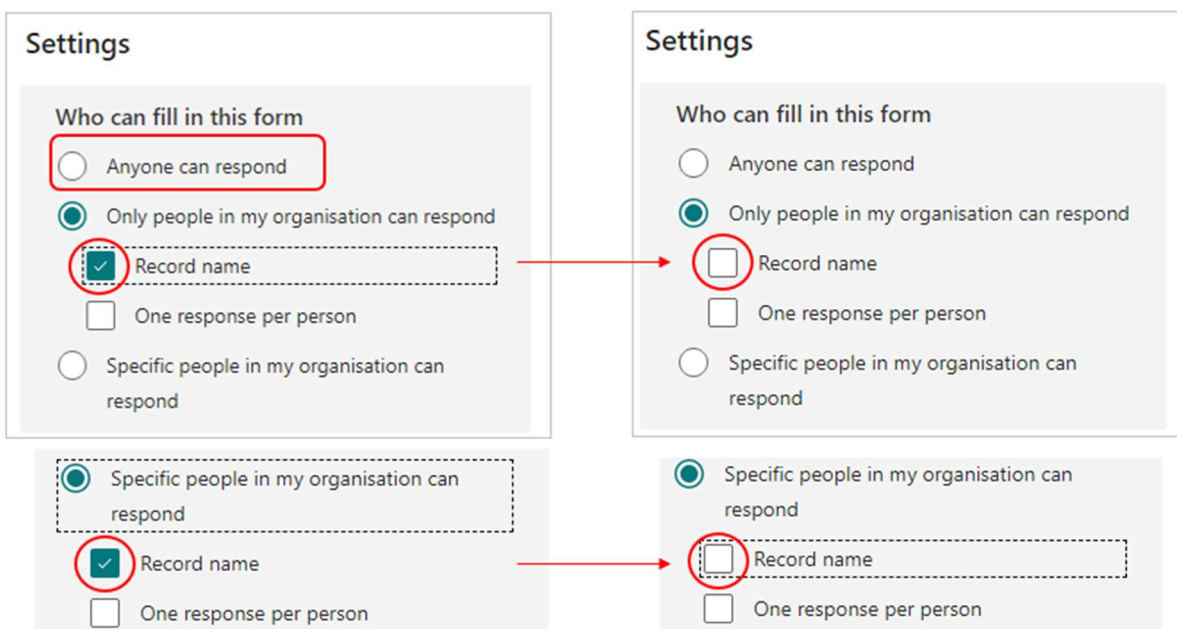 Settings
Who can fill in this form
Anyone can respond
Only people in my organisation can respond
Record name
One response per person
Specific people in my organisation can
respond
Specific people in my organisation can
respond
Record name
One response per person
Settings
Who can fill in this form
Anyone can respond
Only people in my organisation can respond
Record name
One response per person
Specific people in my organisation can
respond
Specific people in my organisation can
respond
Record name
One response per person